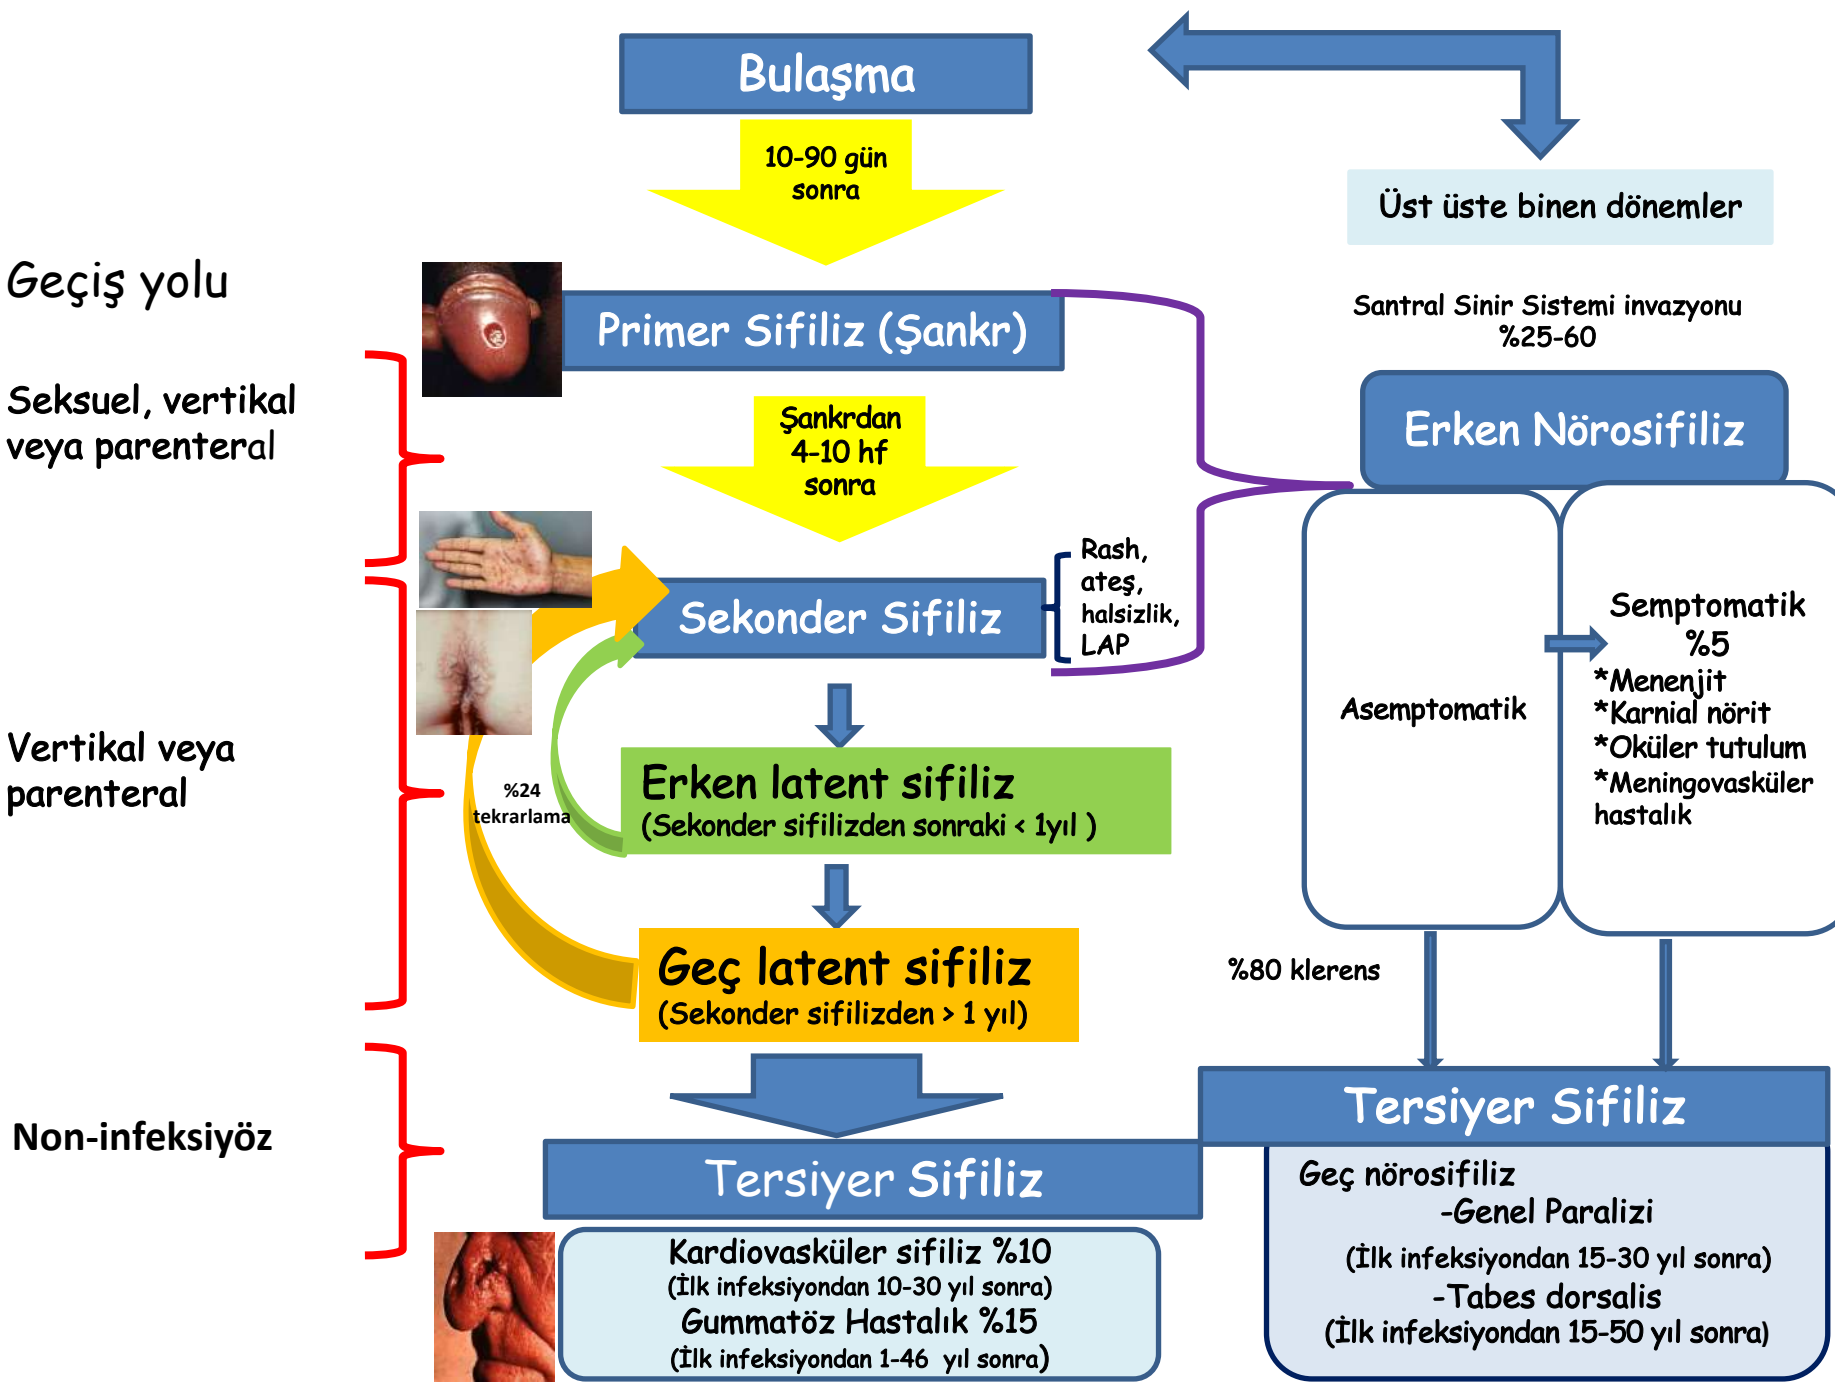 Bulaşma
10-90 gün
sonra
Üst üste binen dönemler
Geçiş yolu
Primer Sifiliz (Şankr)
Santral Sinir Sistemi invazyonu
%25-60
Seksuel, vertikal
veya parenteral
Şankrdan
4-10 hf
sonra
Erken Nörosifiliz
Sekonder Sifiliz
Rash,
ateş,
halsizlik,
LAP
Asemptomatik
Semptomatik
%5
*Menenjit
*Karnial nörit
*Oküler tutulum
*Meningovasküler
hastalık
Vertikal veya
parenteral
%24
tekrarlama
Erken latent sifiliz
(Sekonder sifilizden sonraki < 1yıl )
Geç latent sifiliz
(Sekonder sifilizden > 1 yıl)
%80 klerens
Non-infeksiyöz
Tersiyer Sifiliz
Kardiovasküler sifiliz %10
(İlk infeksiyondan 10-30 yıl sonra)
Gummatöz Hastalık %15
(İlk infeksiyondan 1-46 yıl sonra)
Tersiyer Sifiliz
Geç nörosifiliz
-Genel Paralizi
(İlk infeksiyondan 15-30 yıl sonra)
-Tabes dorsalis
(İlk infeksiyondan 15-50 yıl sonra)